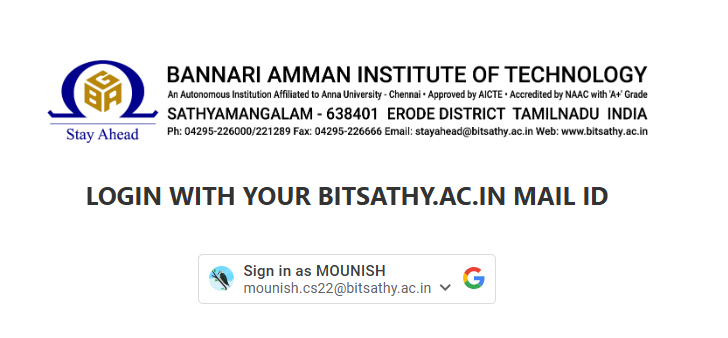 BANNARI AMMAN INSTITUTE OF TECHNOLOGY
An Autonomous Institution Affiliated to Anna University - Chennai • Approved by AICTE • Accredited by NAAC with 'A+' Grade
SATHYAMANGALAM - 638401 ERODE DISTRICT TAMILNADU INDIA
Ph: 04295-226000/221289 Fax: 04295-226666 Email: stayahead@bitsathy.ac.in Web: www.bitsathy.ac.in
GBA
Stay Ahead
LOGIN WITH YOUR BITSATHY.AC.IN MAIL ID
Sign in as MOUNISH
mounish.cs22@bitsathy.ac.in
G